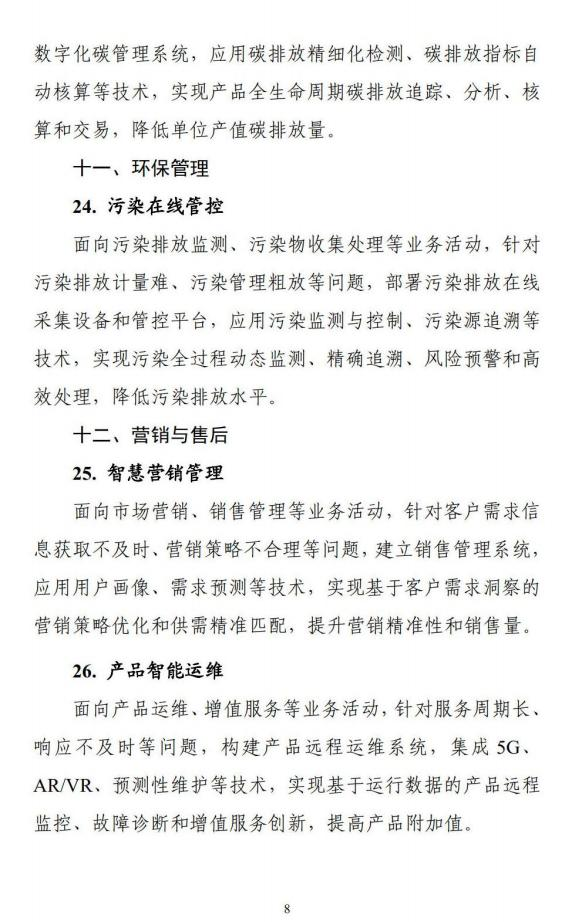 数字化碳管理系统，应用碳排放精细化检测、碳排放指标自
动核算等技术，实现产品全生命周期碳排放追踪、分析、核
算和交易，降低单位产值碳排放量。
十一、环保管理
24. 污染在线管控
面向污染排放监测、污染物收集处理等业务活动，针对
污染排放计量难、污染管理粗放等问题，部署污染排放在线
采集设备和管控平台，应用污染监测与控制、污染源追溯等
技术，实现污染全过程动态监测、精确追溯、风险预警和高
效处理，降低污染排放水平。
十二、营销与售后
25. 智慧营销管理
面向市场营销、销售管理等业务活动，针对客户需求信
息获取不及时、营销策略不合理等问题，建立销售管理系统，
应用用户画像、需求预测等技术，实现基于客户需求洞察的
营销策略优化和供需精准匹配，提升营销精准性和销售量。
26. 产品智能运维
面向产品运维、增值服务等业务活动，针对服务周期长、
响应不及时等问题，构建产品远程运维系统，集成 5G、
AR/VR、预测性维护等技术，实现基于运行数据的产品远程
监控、故障诊断和增值服务创新，提高产品附加值。
8